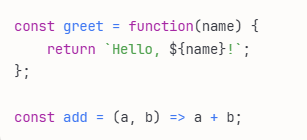 const greet = function(name) {
    return `Hello, ${name}!`;
};

const add = (a, b) => a + b;